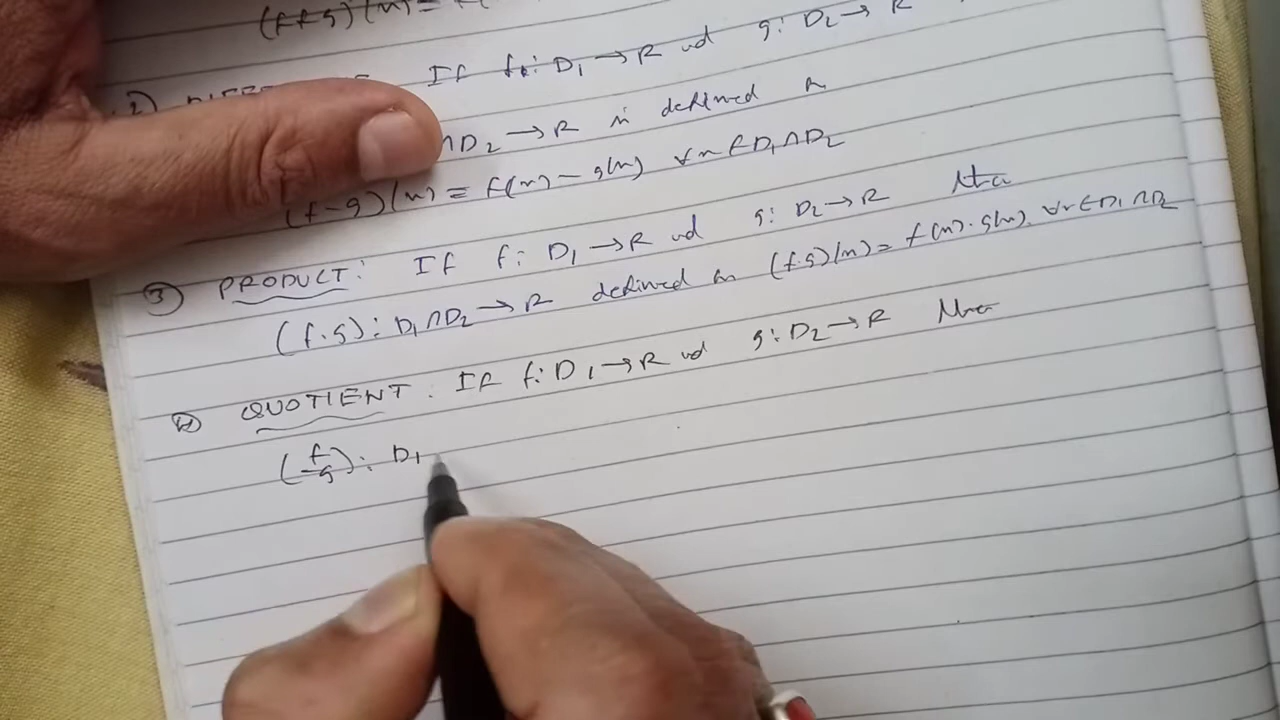 (f+g)(x) =
If f: D₁ → R and g: D₂ → R
∩D₂ → R is defined as
(f-g)(x) = f(x) - g(x) ∀x∈D₁∩D₂
③ PRODUCT: If f: D₁ → R and g: D₂ → R then
(f.g): D₁∩D₂ → R defined as (f.g)(x) = f(x).g(x), ∀x∈D₁∩D₂
④ QUOTIENT: If f: D₁ → R and g: D₂ → R then
(f/g): D₁